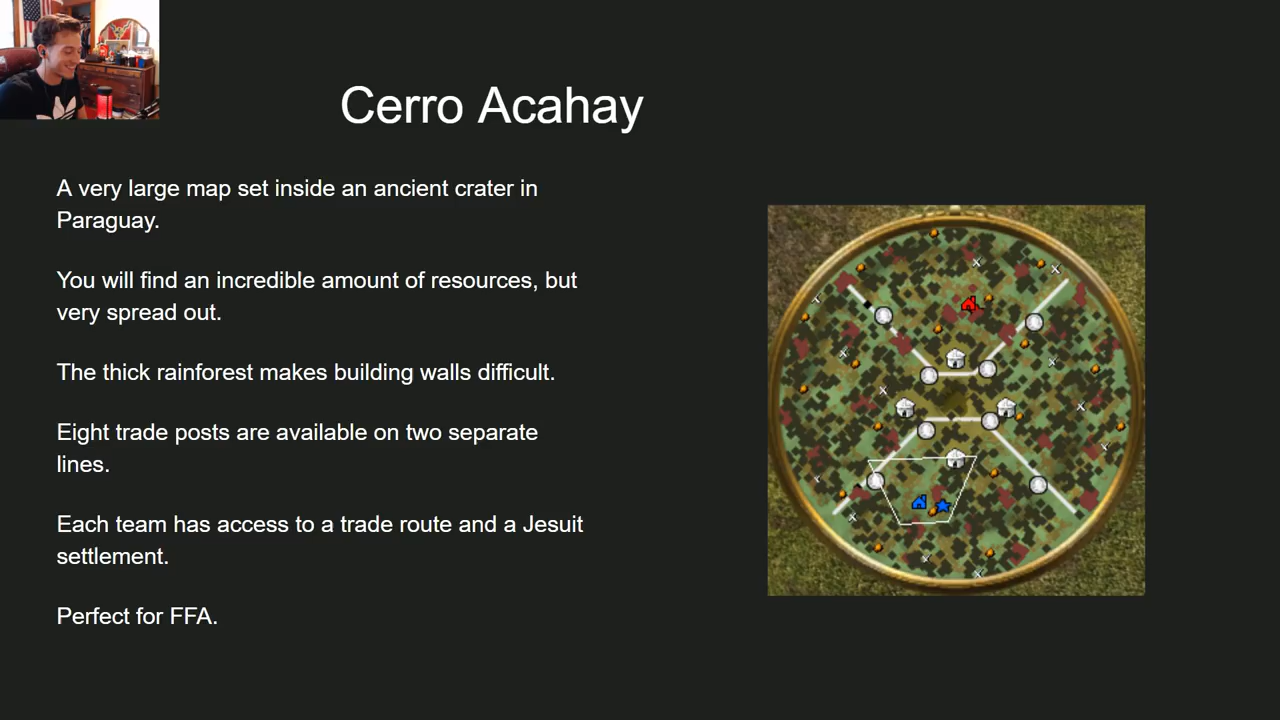 Cerro Acahay
A very large map set inside an ancient crater in
Paraguay.
You will find an incredible amount of resources, but
very spread out.
The thick rainforest makes building walls difficult.
Eight trade posts are available on two separate
lines.
Each team has access to a trade route and a Jesuit
settlement.
Perfect for FFA.